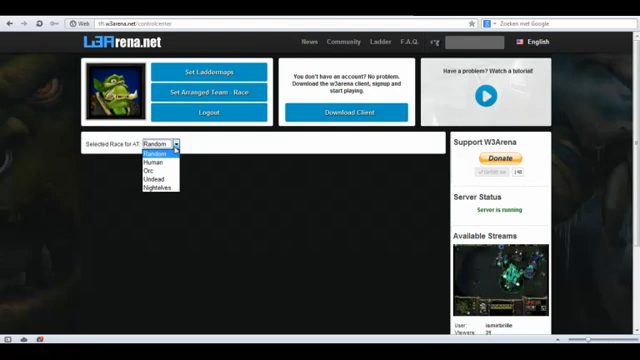 tft.w3arena.net/controlcenter
Web
Zoeken met Google
W3Arena.net
News
Community
Ladder
F.A.Q.
English
Set Laddermaps
Set Arranged Team - Race
Logout
You don't have an account? No problem.
Download the w3arena client, signup and
start playing.
Download Client
Have a problem? Watch a tutorial!
Selected Race for AT:
Random
Random
Human
Orc
Undead
Nightelves
Support W3Arena
Donate
148
Server Status
Server is running
Available Streams
User:
ismirbrille
Viewers:
31